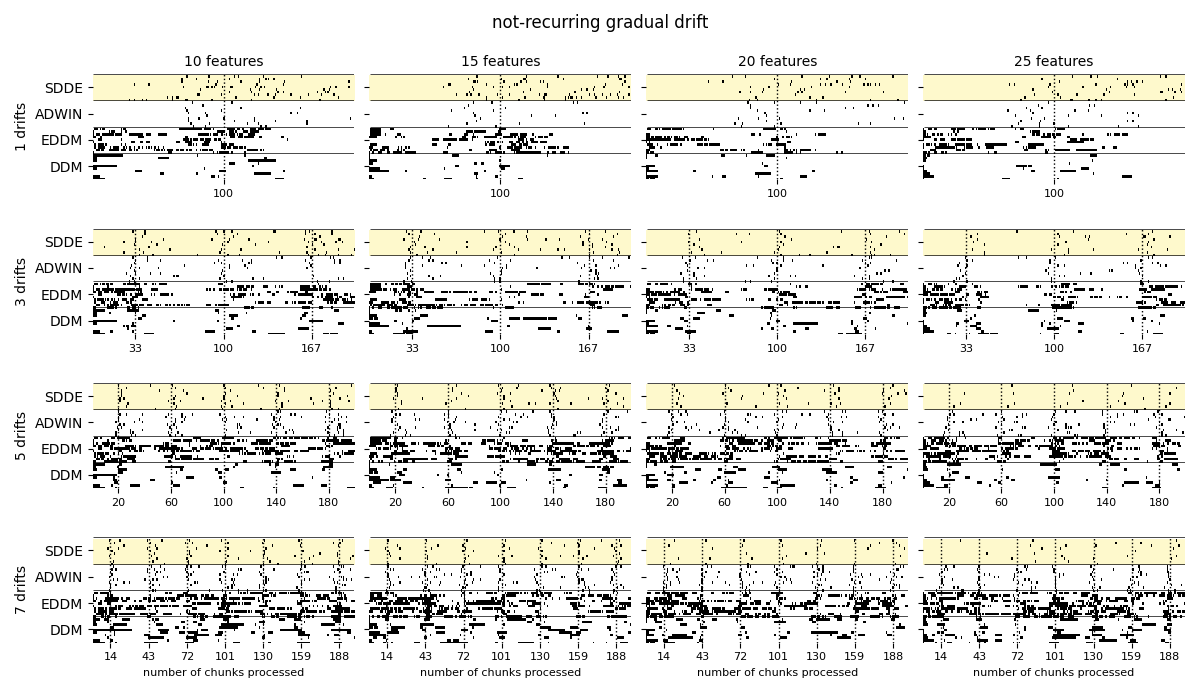 not-recurring gradual drift
10 features 15 features 20 features 25 features
1 drifts
SDDE
ADWIN
EDDM
DDM
100 100 100 100
3 drifts
SDDE
ADWIN
EDDM
DDM
33 100 167 33 100 167 33 100 167 33 100 167
5 drifts
SDDE
ADWIN
EDDM
DDM
20 60 100 140 180 20 60 100 140 180 20 60 100 140 180 20 60 100 140 180
7 drifts
SDDE
ADWIN
EDDM
DDM
14 43 72 101 130 159 188 14 43 72 101 130 159 188 14 43 72 101 130 159 188 14 43 72 101 130 159 188
number of chunks processed number of chunks processed number of chunks processed number of chunks processed